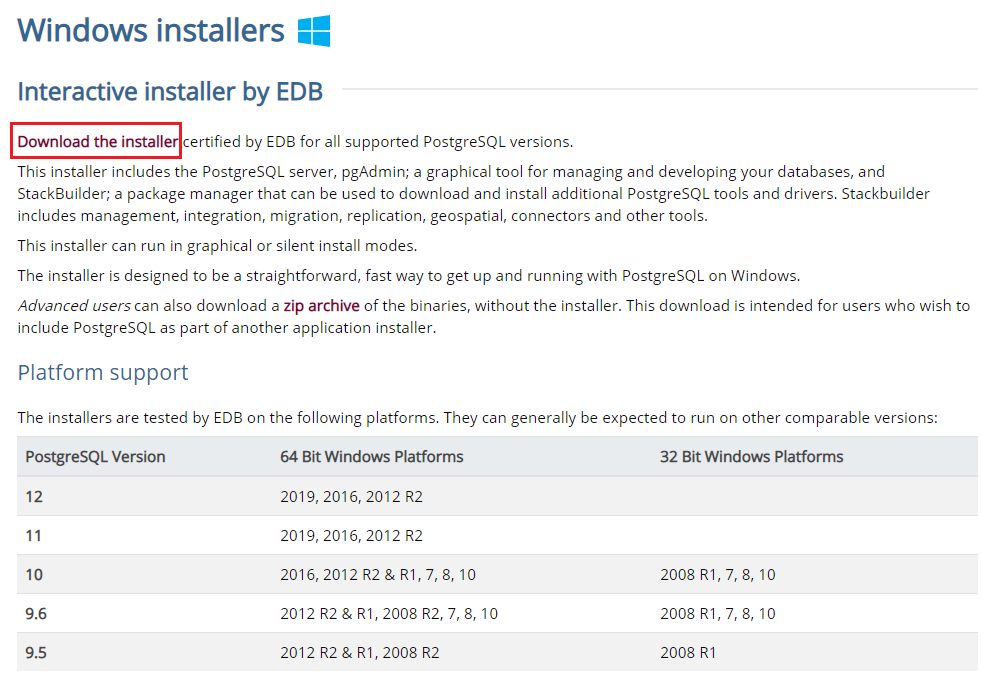 Windows installers
Interactive installer by EDB
Download the installer certified by EDB for all supported PostgreSQL versions.
This installer includes the PostgreSQL server, pgAdmin; a graphical tool for managing and developing your databases, and
StackBuilder; a package manager that can be used to download and install additional PostgreSQL tools and drivers. Stackbuilder
includes management, integration, migration, replication, geospatial, connectors and other tools.
This installer can run in graphical or silent install modes.
The installer is designed to be a straightforward, fast way to get up and running with PostgreSQL on Windows.
Advanced users can also download a zip archive of the binaries, without the installer. This download is intended for users who wish to
include PostgreSQL as part of another application installer.
Platform support
The installers are tested by EDB on the following platforms. They can generally be expected to run on other comparable versions:
PostgreSQL Version 64 Bit Windows Platforms 32 Bit Windows Platforms
12 2019, 2016, 2012 R2
11 2019, 2016, 2012 R2
10 2016, 2012 R2 & R1, 7, 8, 10 2008 R1, 7, 8, 10
9.6 2012 R2 & R1, 2008 R2, 7, 8, 10 2008 R1, 7, 8, 10
9.5 2012 R2 & R1, 2008 R2 2008 R1